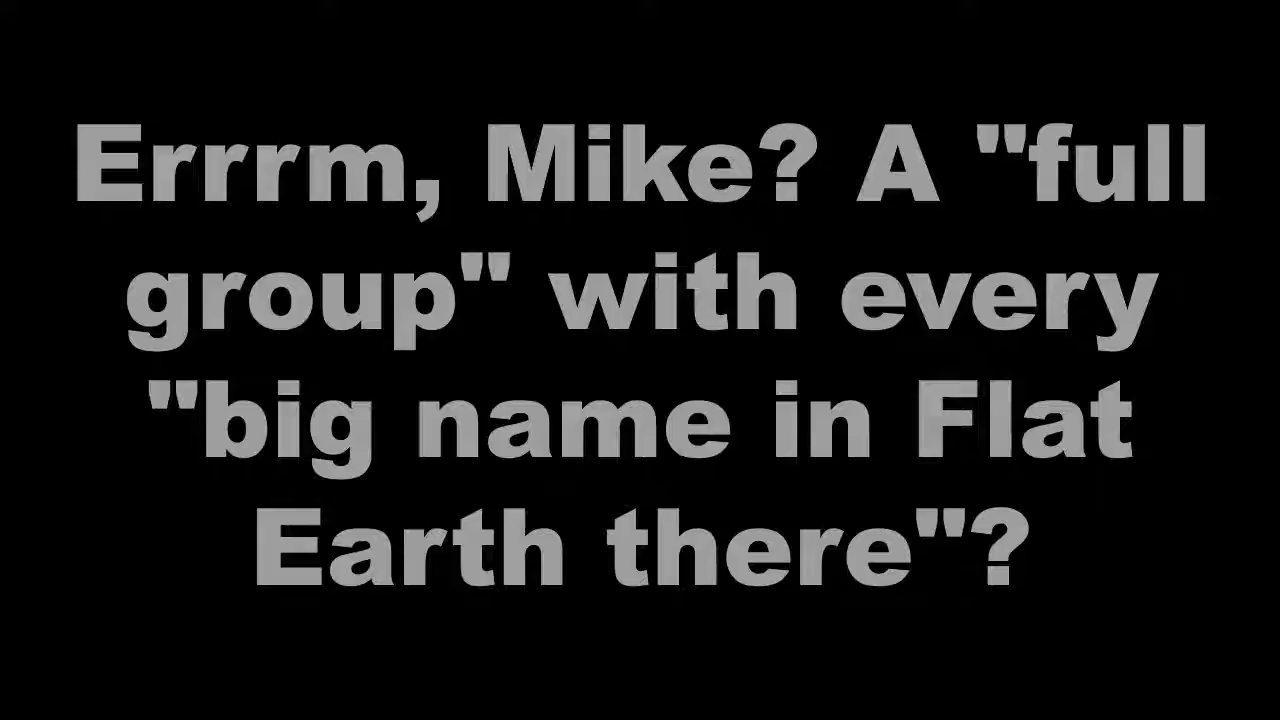 Errrm, Mike? A "full
group" with every
"big name in Flat
Earth there"?